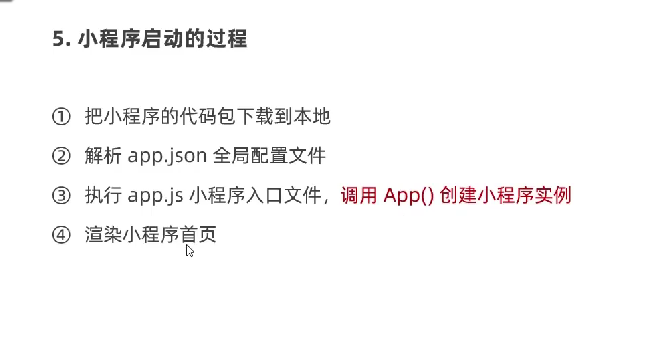 5. 小程序启动的过程
① 把小程序的代码包下载到本地
② 解析 app.json 全局配置文件
③ 执行 app.js 小程序入口文件，调用 App() 创建小程序实例
④ 渲染小程序首页